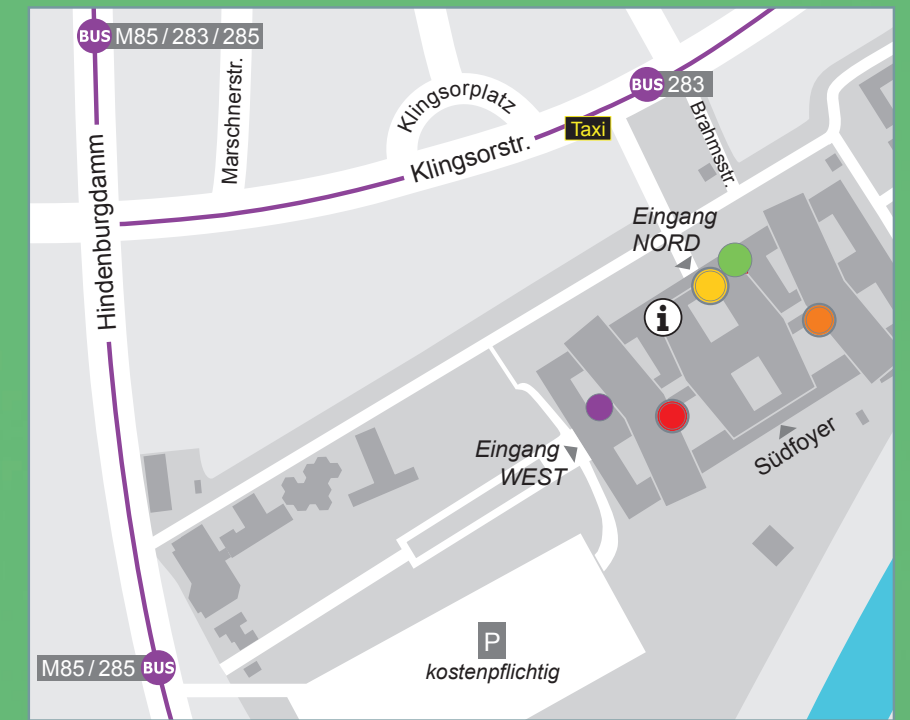 BUS M85 / 283 / 285
Marschnerstr.
Klingsorplatz
BUS 283
Taxi
Klingsorstr.
Brahmsstr.
Hindenburgdamm
Eingang
NORD
i
Eingang
WEST
Südfoyer
P
kostenpflichtig
M85 / 285 BUS